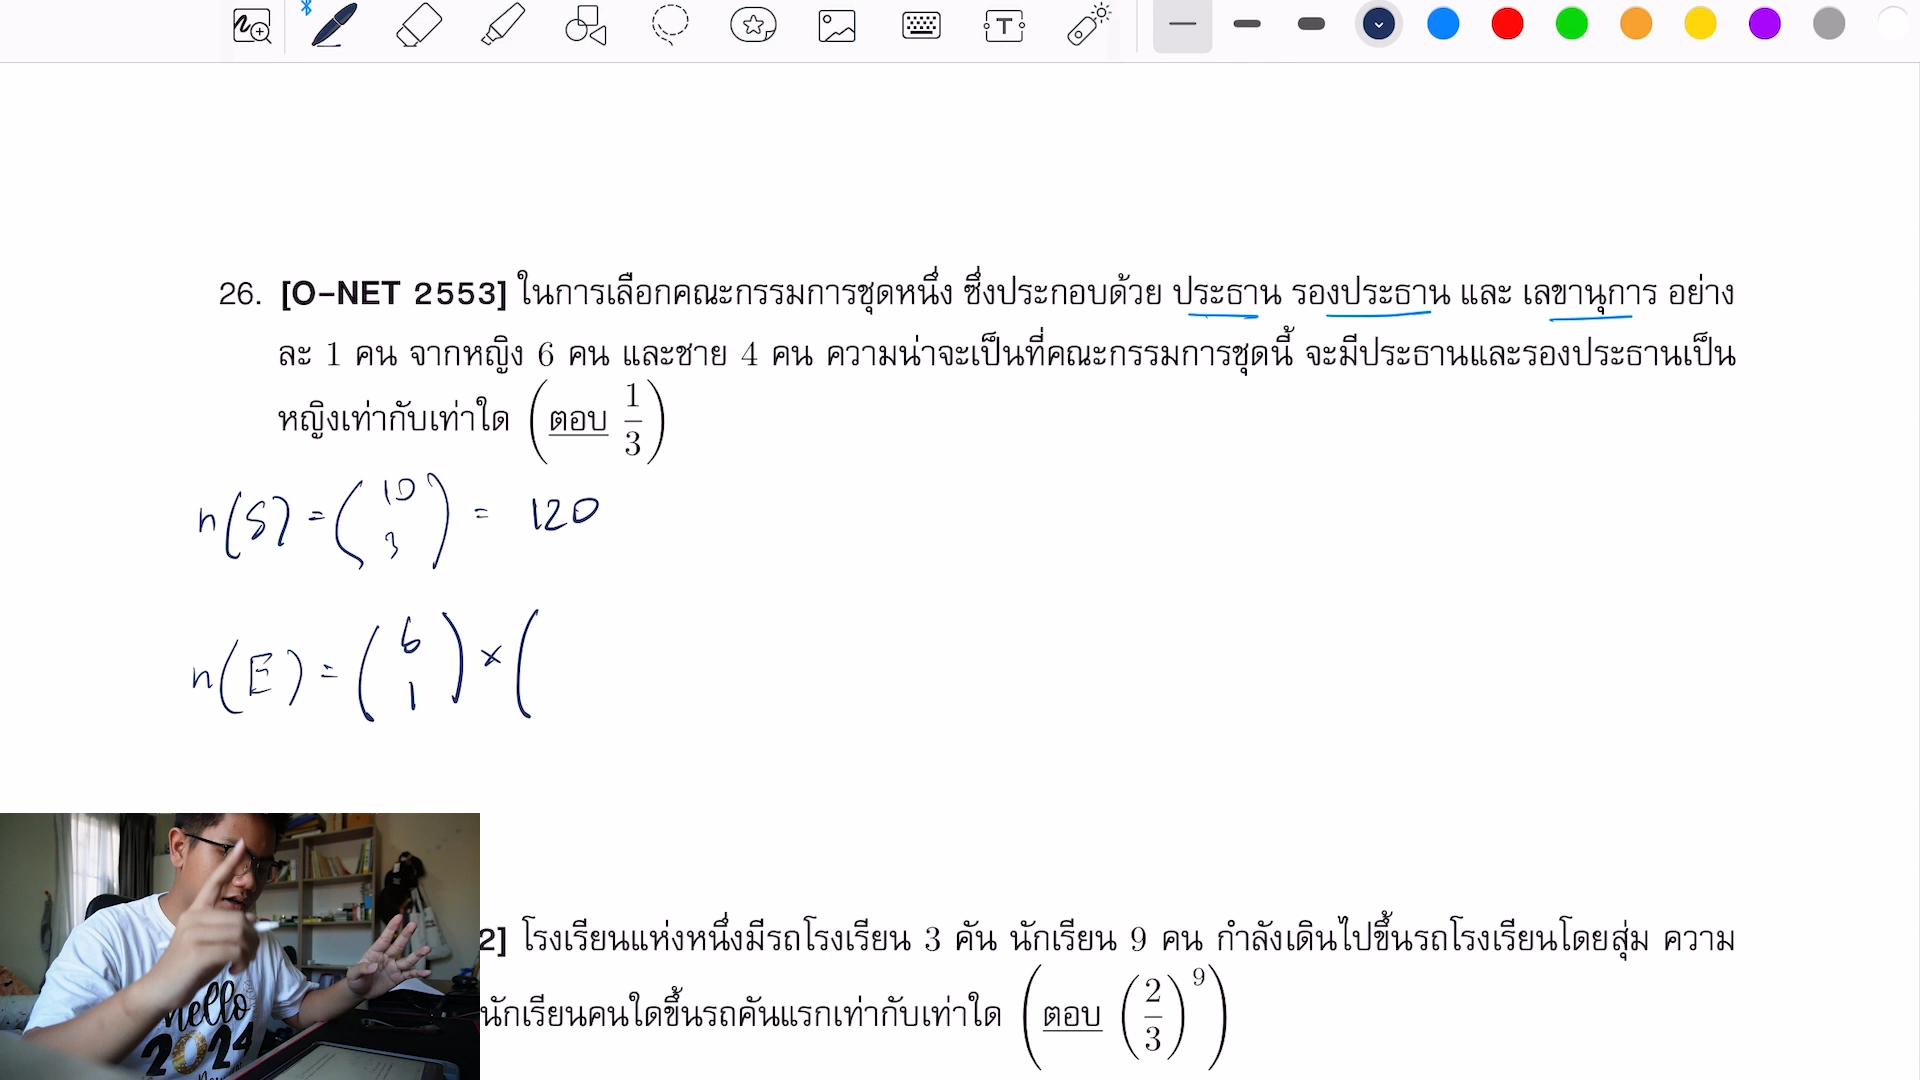 26. [O-NET 2553] ในการเลือกคณะกรรมการชุดหนึ่ง ซึ่งประกอบด้วย ประธาน รองประธาน และ เลขานุการ อย่าง
ละ 1 คน จากหญิง 6 คน และชาย 4 คน ความน่าจะเป็นที่คณะกรรมการชุดนี้ จะมีประธานและรองประธานเป็น
หญิงเท่ากับเท่าใด (ตอบ 1/3)
n(S) = (10 3) = 120
n(E) = (6 1) × (
2] โรงเรียนแห่งหนึ่งมีรถโรงเรียน 3 คัน นักเรียน 9 คน กำลังเดินไปขึ้นรถโรงเรียนโดยสุ่ม ความ
นักเรียนคนใดขึ้นรถคันแรกเท่ากับเท่าใด (ตอบ (2/3)^9)
hello
2024